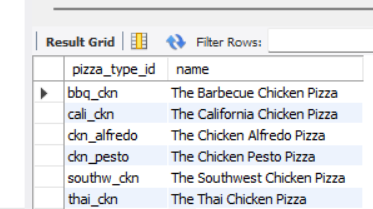 Result Grid Filter Rows:
pizza_type_id name
bbq_ckn The Barbecue Chicken Pizza
cali_ckn The California Chicken Pizza
ckn_alfredo The Chicken Alfredo Pizza
ckn_pesto The Chicken Pesto Pizza
southw_ckn The Southwest Chicken Pizza
thai_ckn The Thai Chicken Pizza